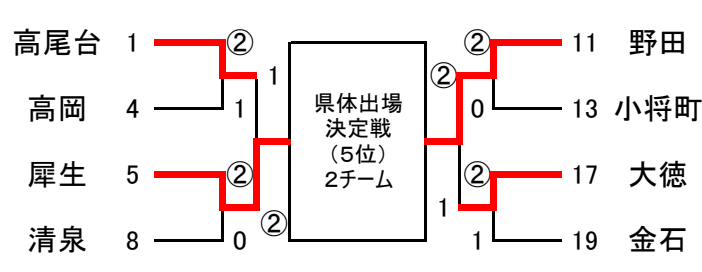 高尾台 1 ② ② 11 野田
1 ②
県体出場
決定戦
（5位）
2チーム
高岡 4 1 0 13 小将町
犀生 5 ② ② 17 大徳
② 1
清泉 8 0 1 19 金石